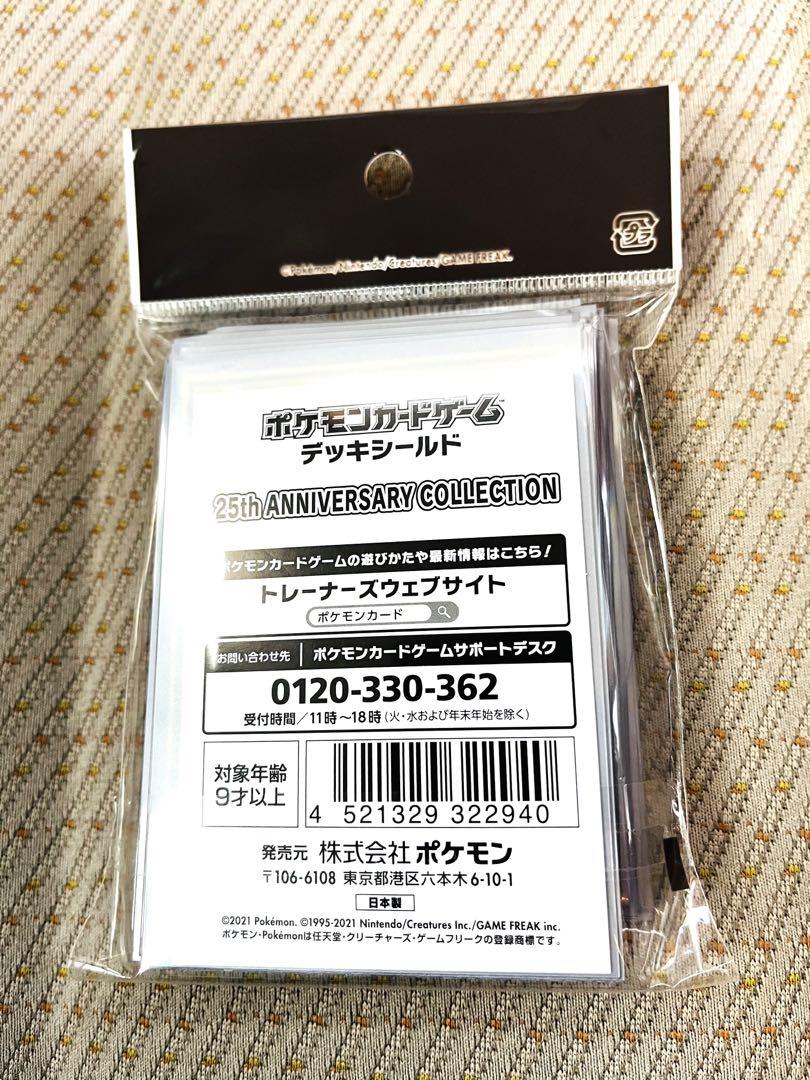 プラ
©Pokémon/Nintendo/Creatures/GAME FREAK.
ポケモンカードゲーム™
デッキシールド
25th ANNIVERSARY COLLECTION
ポケモンカードゲームの遊びかたや最新情報はこちら!
トレーナーズウェブサイト
ポケモンカード
お問い合わせ先 | ポケモンカードゲームサポートデスク
0120-330-362
受付時間/11時~18時(火・水および年末年始を除く)
対象年齢
9才以上
4 521329 322940
発売元 株式会社ポケモン
〒106-6108 東京都港区六本木6-10-1
日本製
©2021 Pokémon. ©1995-2021 Nintendo/Creatures Inc./GAME FREAK inc.
ポケモン・Pokémonは任天堂・クリーチャーズ・ゲームフリークの登録商標です。